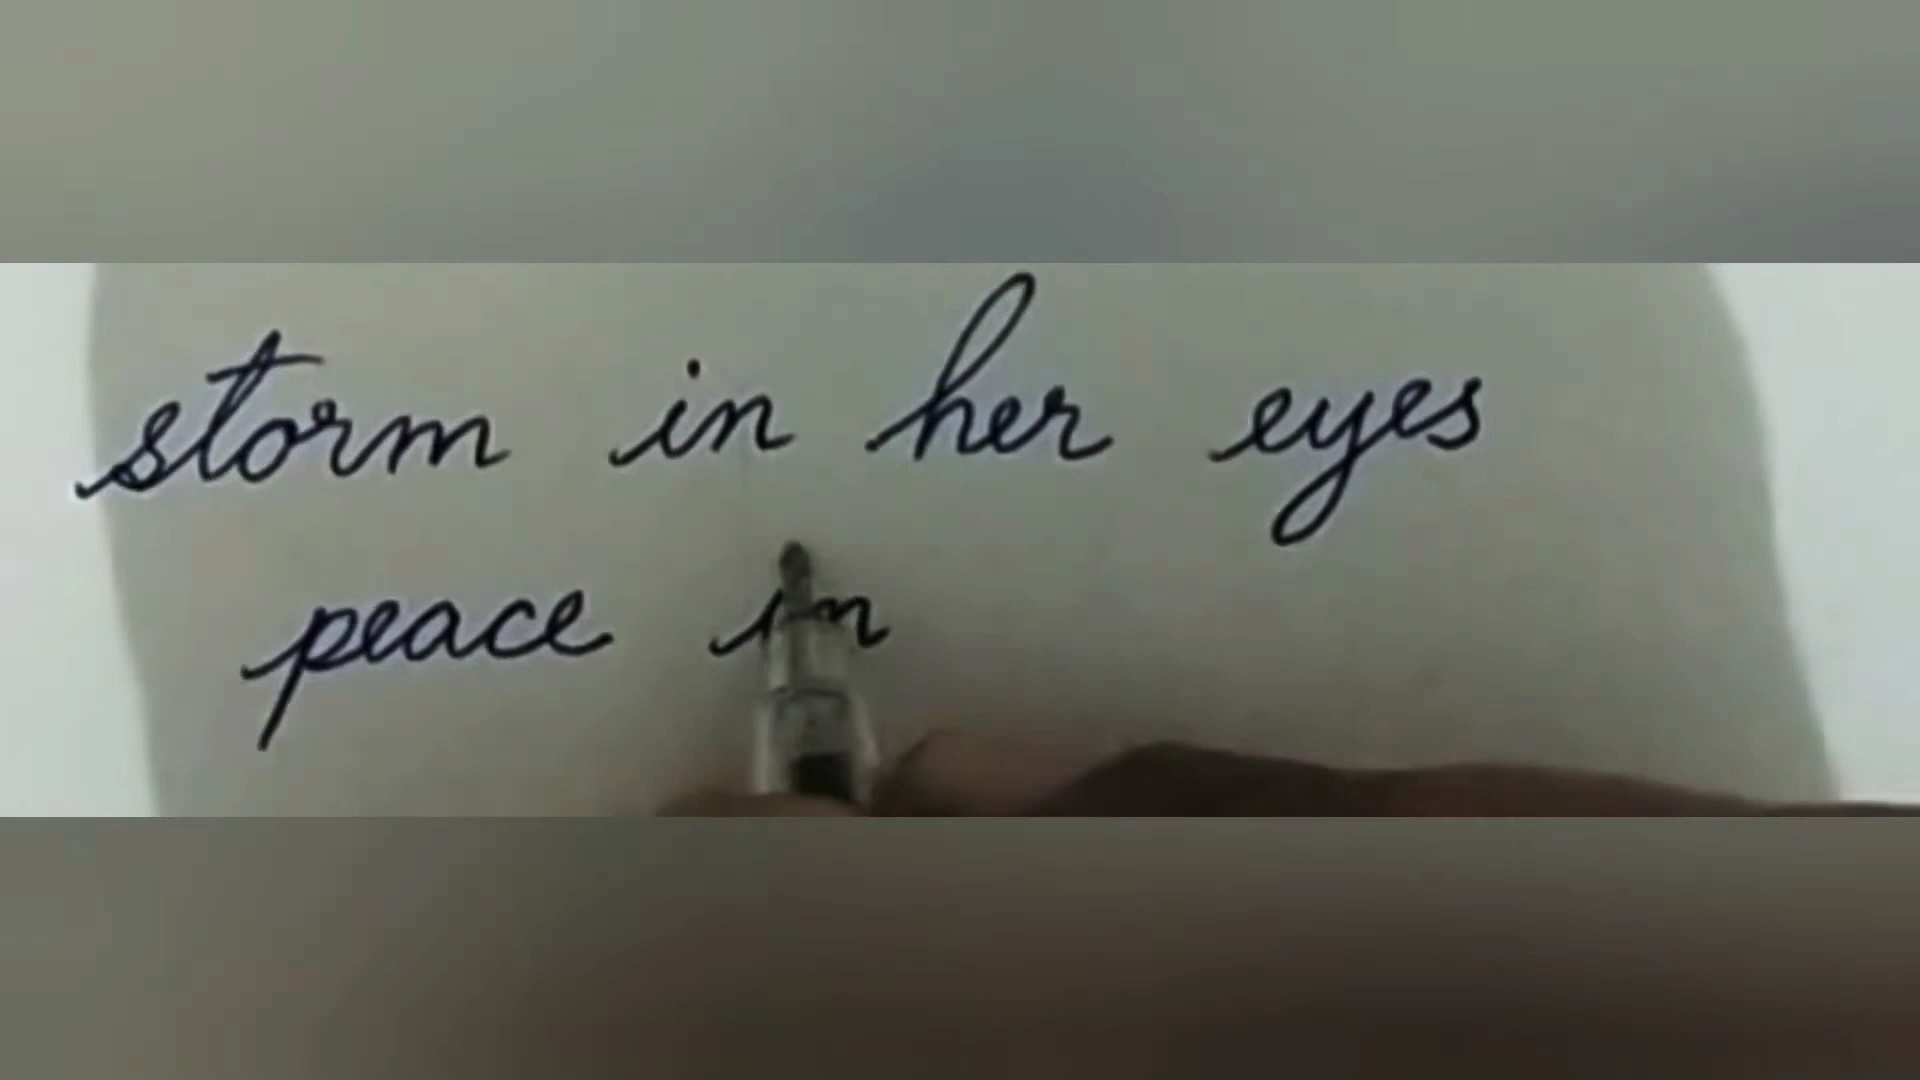 storm in her eyes
peace in